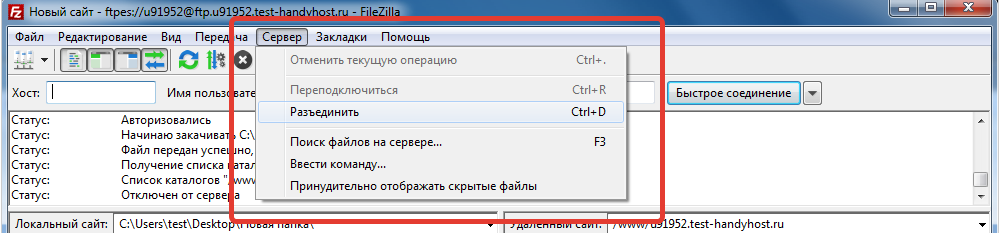 Новый сайт - ftpes://u91952@ftp.u91952.test-handyhost.ru - FileZilla
Файл Редактирование Вид Передача Сервер Закладки Помощь
Хост: Имя Быстрое соединение
Отменить текущую операцию Ctrl+.
Переподключиться Ctrl+R
Разъединить Ctrl+D
Поиск файлов на сервере... F3
Ввести команду...
Принудительно отображать скрытые файлы
Статус: Авторизовались
Статус: Начинаю закачивать C:\
Статус: Файл передан успешно,
Статус: Получение списка
Статус: Список каталогов "/www
Статус: Отключен от сервера
Локальный сайт: C:\Users\test\Desktop\Новая папка\ Удаленный сайт: /www/u91952.test-handyhost.ru